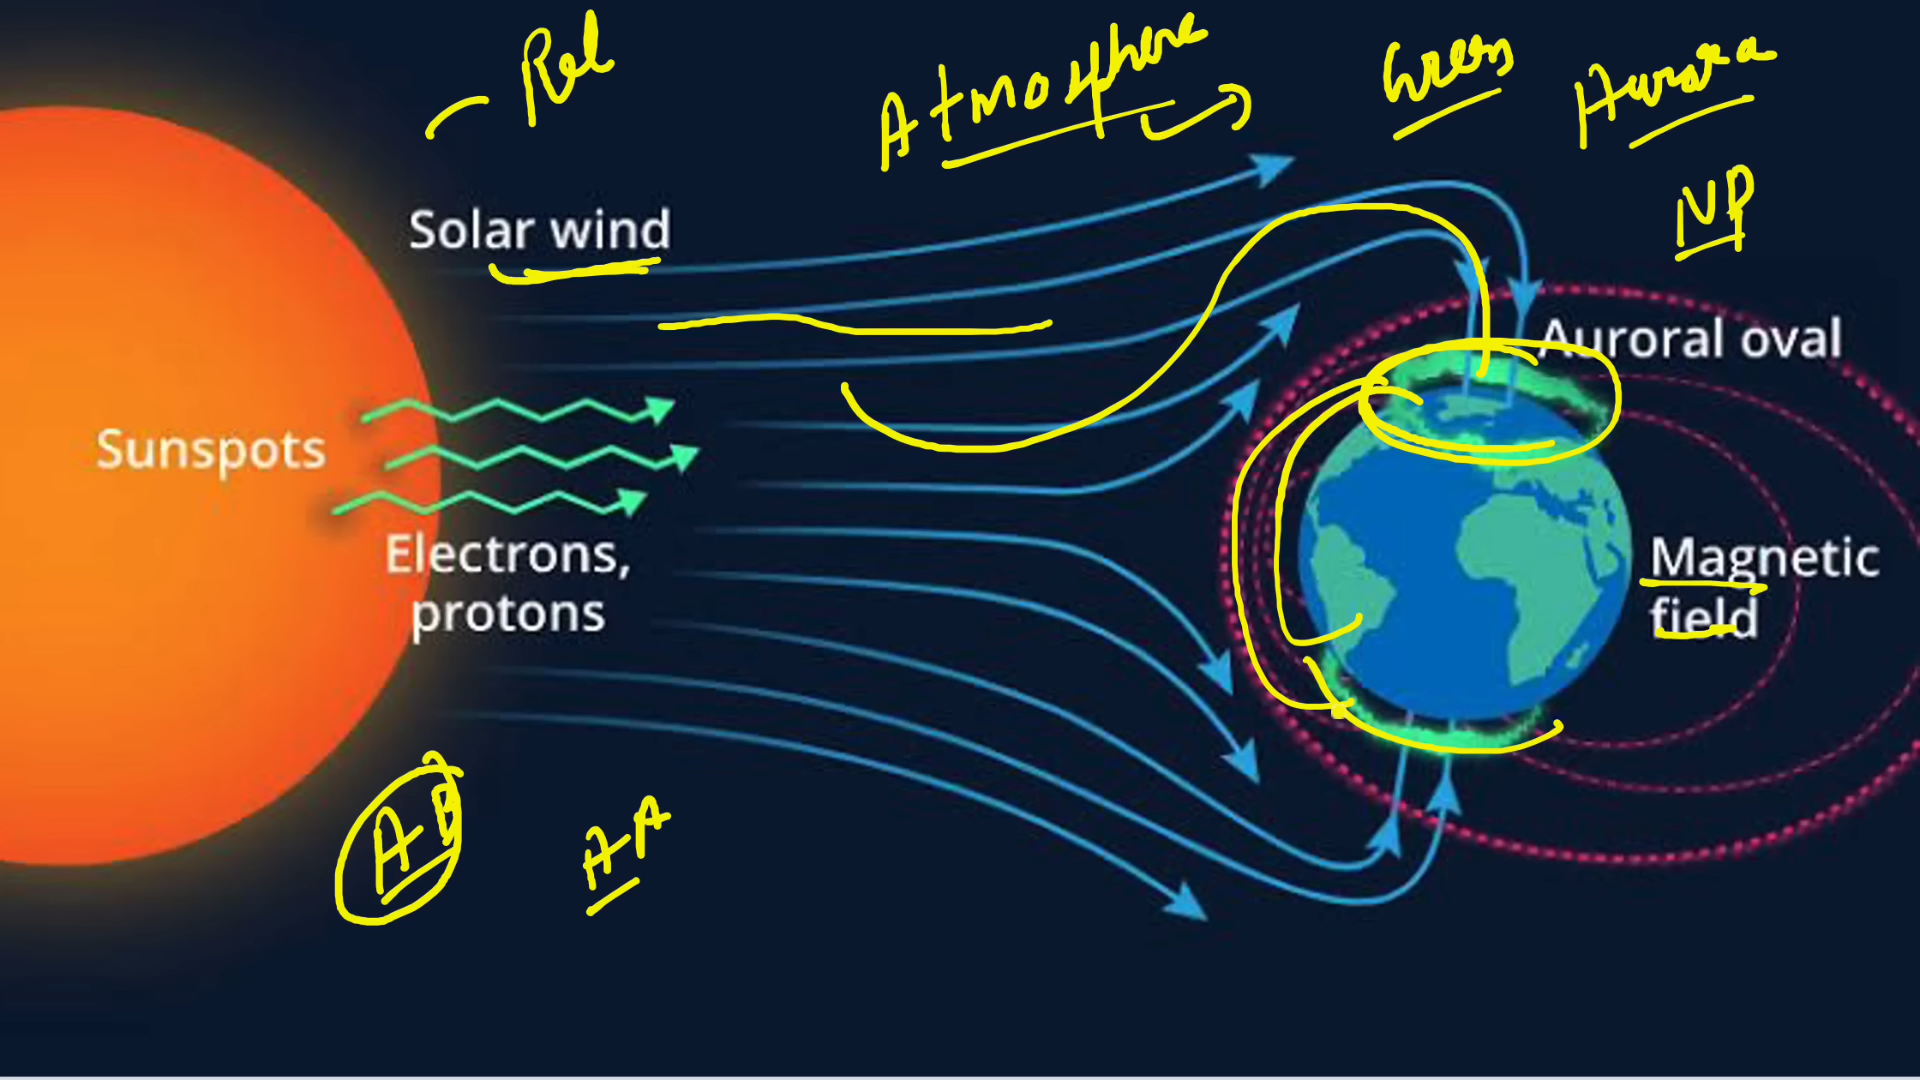 Rel
Atmosphere
Green
Aurora
NP
Solar wind
Auroral oval
Sunspots
Electrons,
protons
Magnetic
field
AB
AA